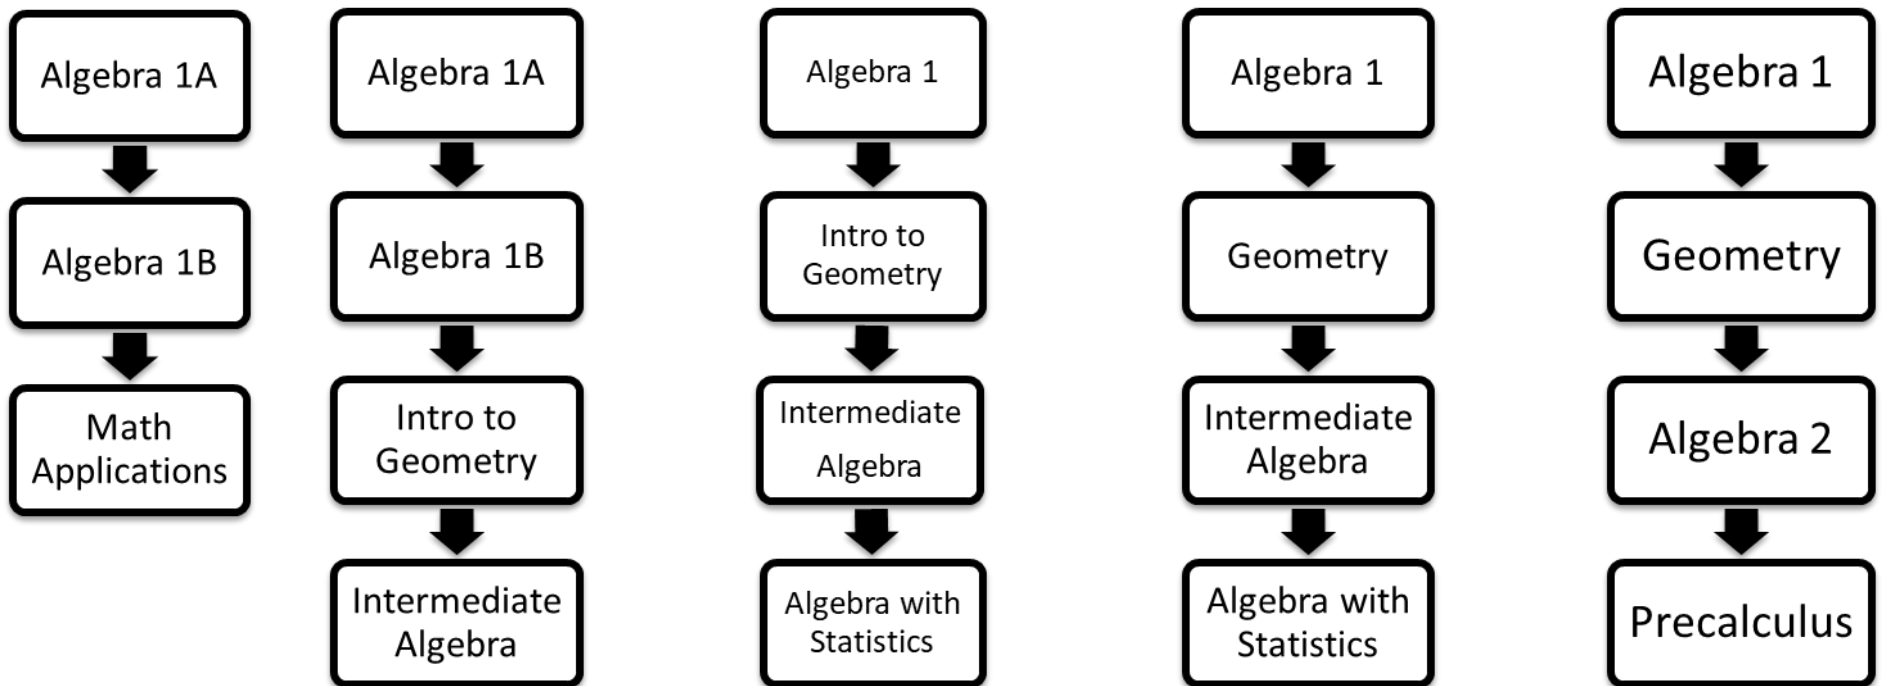 Algebra 1A
Algebra 1B
Math
Applications
Algebra 1A
Algebra 1B
Intro to
Geometry
Intermediate
Algebra
Algebra 1
Intro to
Geometry
Intermediate
Algebra
Algebra with
Statistics
Algebra 1
Geometry
Intermediate
Algebra
Algebra with
Statistics
Algebra 1
Geometry
Algebra 2
Precalculus